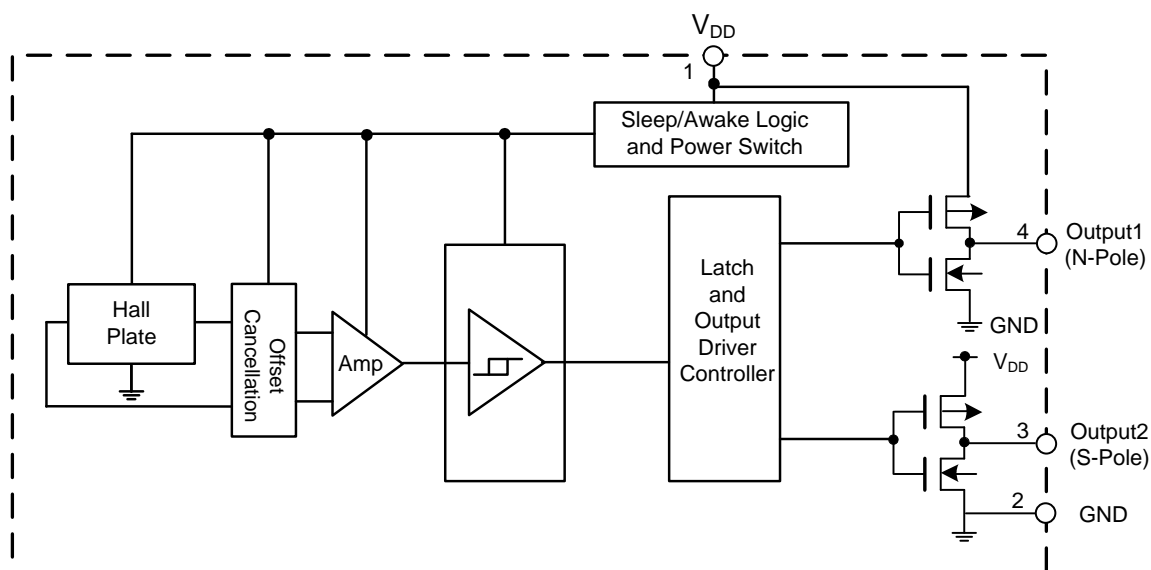 VDD
1
Sleep/Awake Logic
and Power Switch
4
Output1
(N-Pole)
Hall
Plate
Offset
Cancellation
Amp
Latch
and
Output
Driver
Controller
GND
VDD
3
Output2
(S-Pole)
2
GND